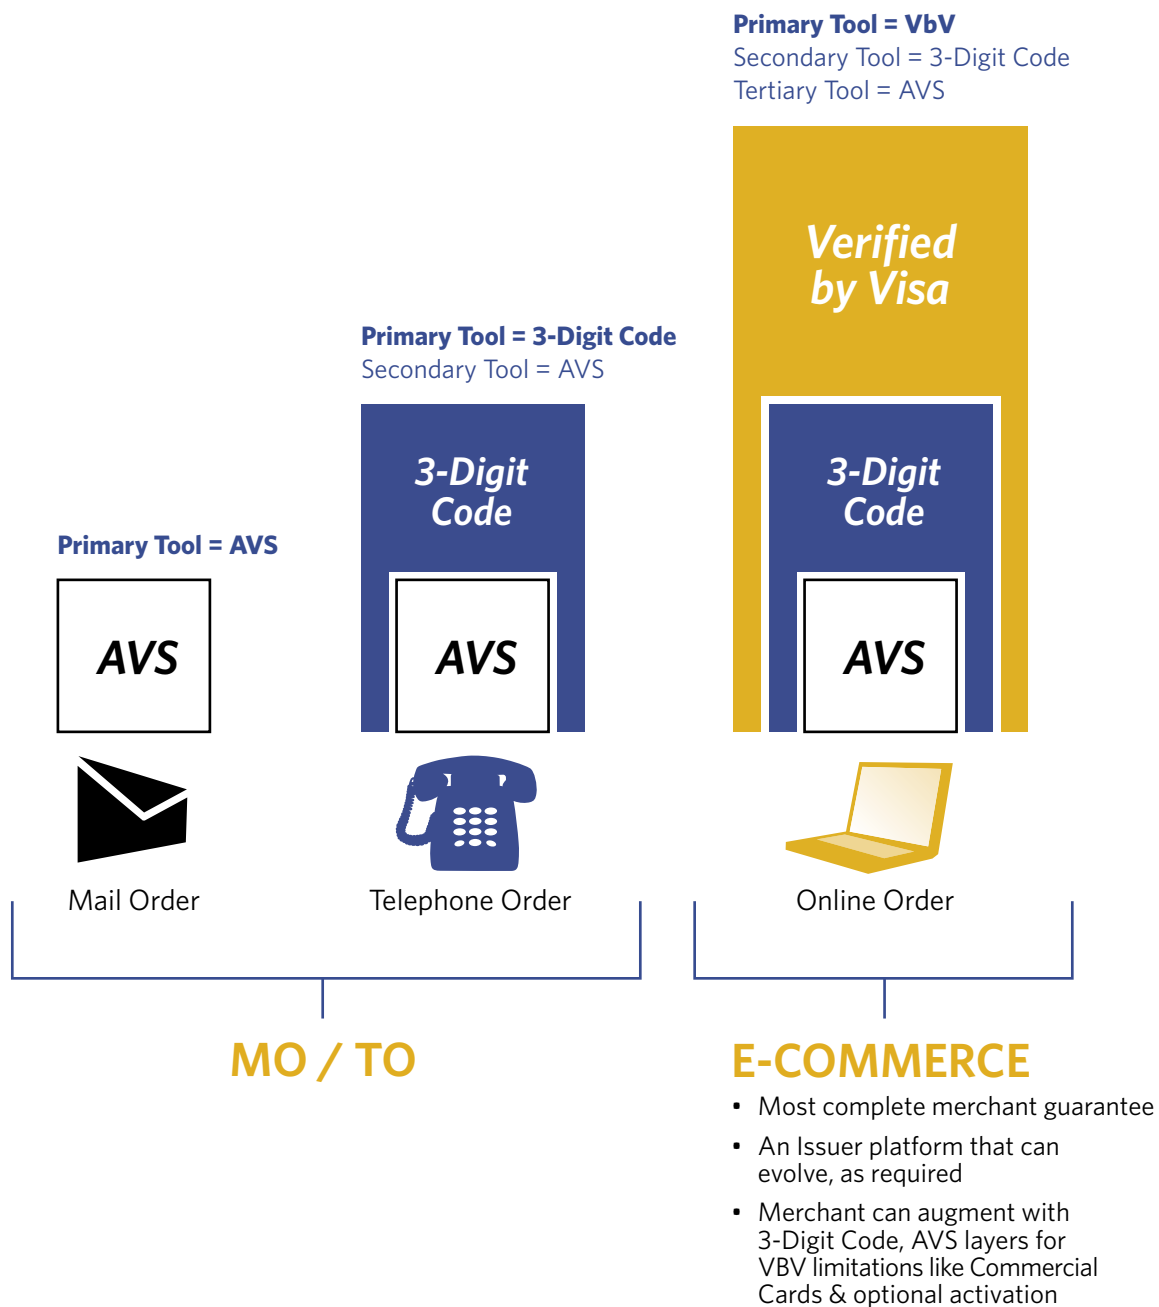 Primary Tool = VbV
Secondary Tool = 3-Digit Code
Tertiary Tool = AVS
Verified
by Visa
Primary Tool = 3-Digit Code
Secondary Tool = AVS
3-Digit
Code
3-Digit
Code
Primary Tool = AVS
AVS
AVS
AVS
Mail Order
Telephone Order
Online Order
MO / TO
E-COMMERCE
• Most complete merchant guarantee
• An Issuer platform that can
evolve, as required
• Merchant can augment with
3-Digit Code, AVS layers for
VBV limitations like Commercial
Cards & optional activation